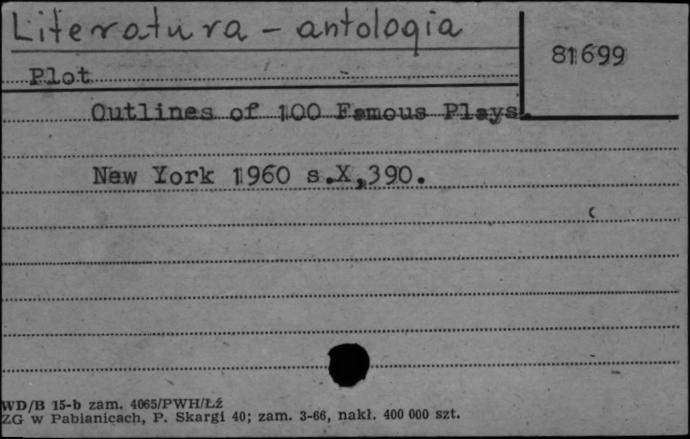 Literatura - antologia
81699
Plot
Outlines of 100 Famous Plays.
New York 1960 s.X,390.
WD/B 15-b zam. 4065/PWH/Łź
ZG w Pabianicach, P. Skargi 40; zam. 3-66, nakł. 400 000 szt.